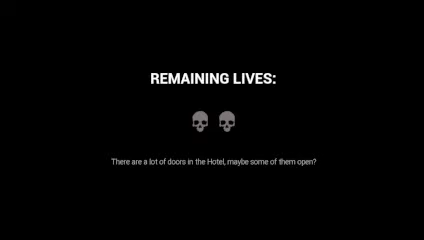 REMAINING LIVES:
There are a lot of doors in the Hotel, maybe some of them open?